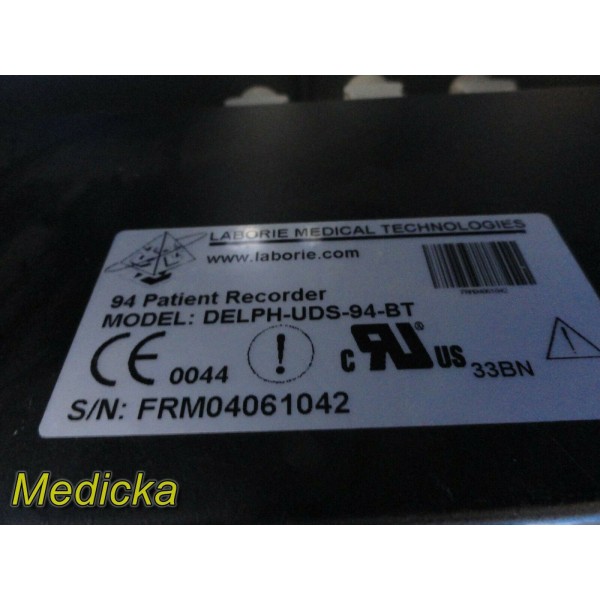 LABORIE MEDICAL TECHNOLOGIES
www.laborie.com
94 Patient Recorder
MODEL: DELPH-UDS-94-BT
CE 0044 ! c RU US 33BN !
S/N: FRM04061042
Medicka